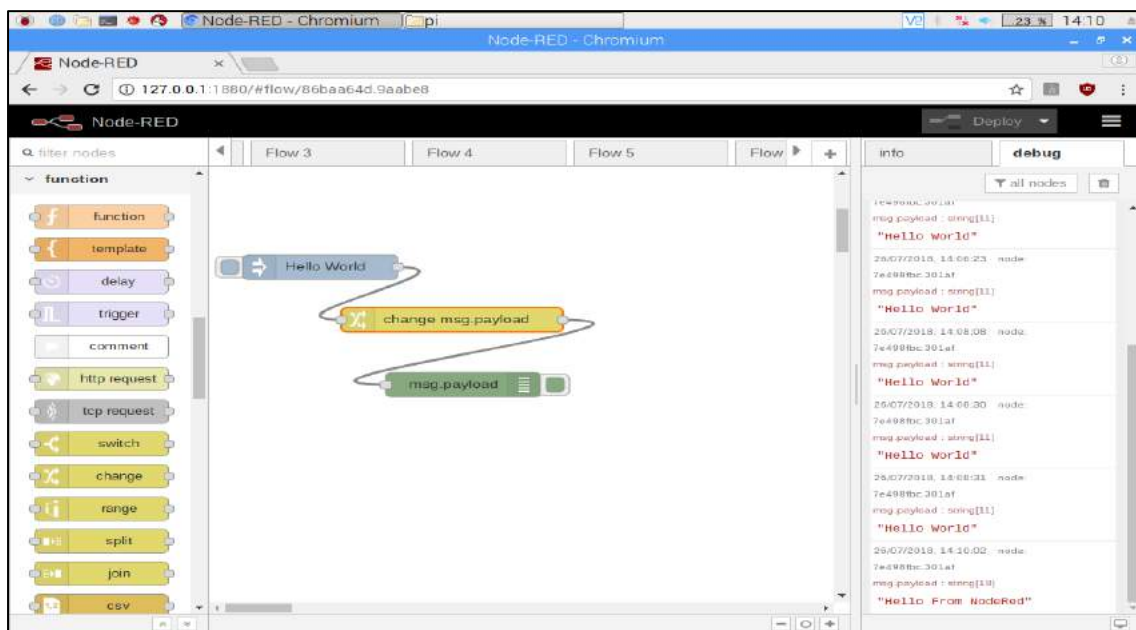 Node-RED - Chromium pi V2 23 % 14:10
Node-RED - Chromium
Node-RED
127.0.0.1:1880/#flow/86baa64d.9aabe8
Node-RED Deploy
filter nodes Flow 3 Flow 4 Flow 5 Flow info debug
function
all nodes
function
template
delay
trigger
comment
http request
tcp request
switch
change
range
split
join
csv
Hello World
change msg.payload
msg.payload
msg.payload : string[11]
"Hello World"
26/07/2018, 14:06:23 node:
7e498fbc.301af
msg.payload : string[11]
"Hello World"
26/07/2018, 14:08:08 node:
7e498fbc.301af
msg.payload : string[11]
"Hello World"
26/07/2018, 14:08:30 node:
7e498fbc.301af
msg.payload : string[11]
"Hello World"
26/07/2018, 14:08:31 node:
7e498fbc.301af
msg.payload : string[11]
"Hello World"
26/07/2018, 14:10:02 node:
7e498fbc.301af
msg.payload : string[18]
"Hello From NodeRed"